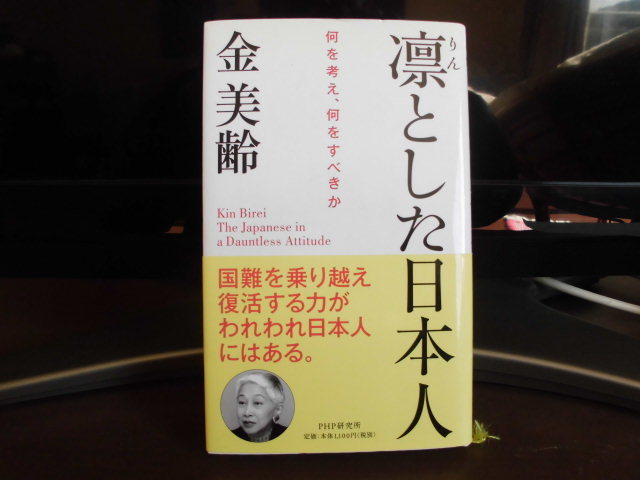 凛とした日本人
りん
何を考え、何をすべきか
金美齢
Kin Birei
The Japanese in
a Dauntless Attitude
国難を乗り越え
復活する力が
われわれ日本人
にはある。
PHP研究所
定価:本体1,100円(税別)